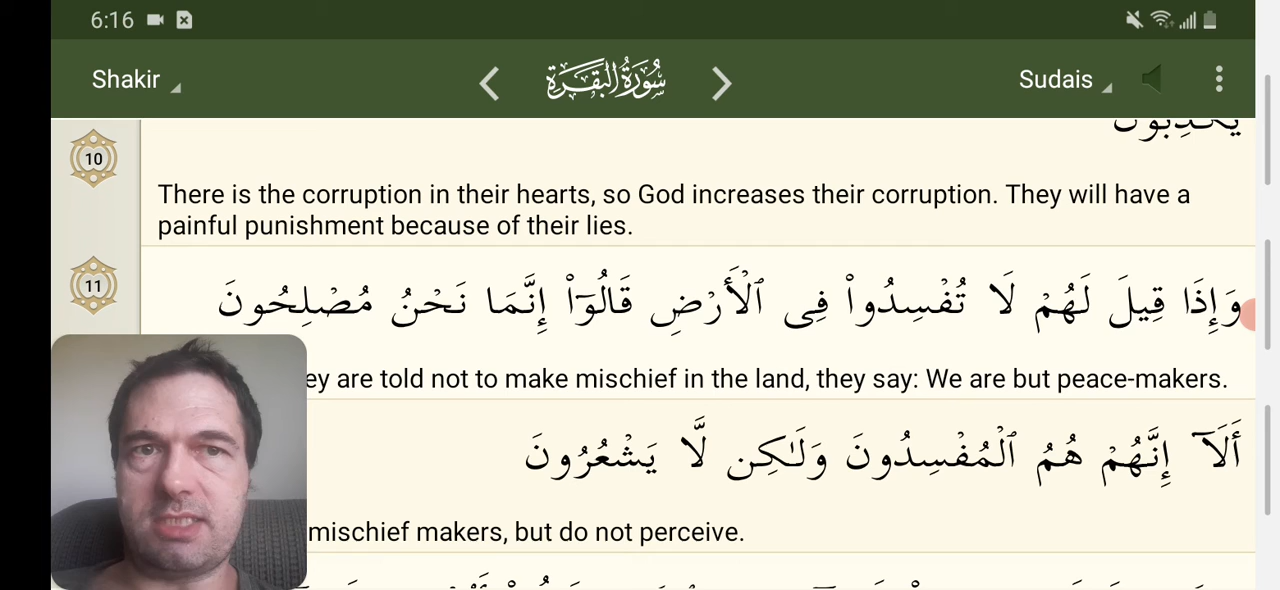 6:16
Shakir
سُورَةُ البَقَرَةِ
Sudais
10
There is the corruption in their hearts, so God increases their corruption. They will have a
painful punishment because of their lies.
11
وَإِذَا قِيلَ لَهُمْ لَا تُفْسِدُوا۟ فِى ٱلْأَرْضِ قَالُوٓا۟ إِنَّمَا نَحْنُ مُصْلِحُونَ
are told not to make mischief in the land, they say: We are but peace-makers.
أَلَآ إِنَّهُمْ هُمُ ٱلْمُفْسِدُونَ وَلَـٰكِن لَّا يَشْعُرُونَ
mischief makers, but do not perceive.